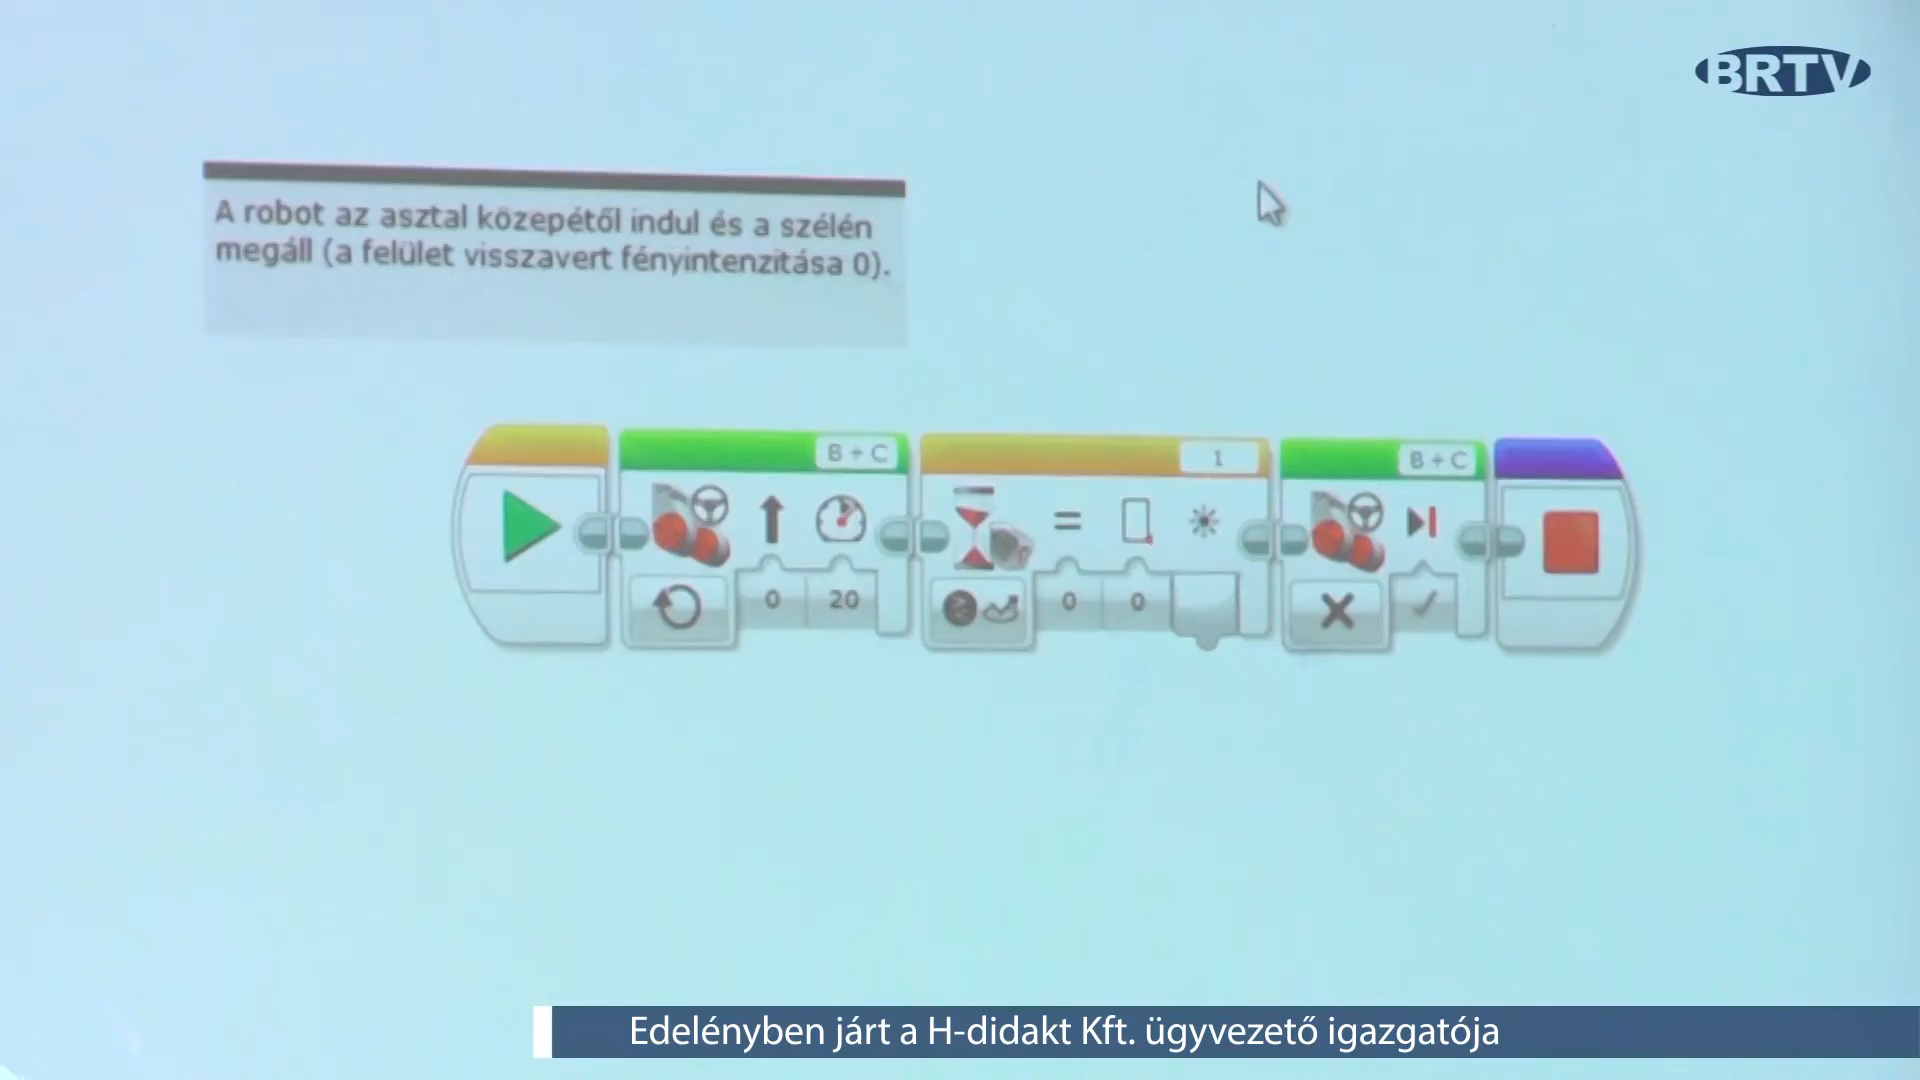 BRTV
A robot az asztal közepétől indul és a szélén
megáll (a felület visszavert fényintenzitása 0).
B + C
1
B + C
0
20
0
0
Edelényben járt a H-didakt Kft. ügyvezető igazgatója